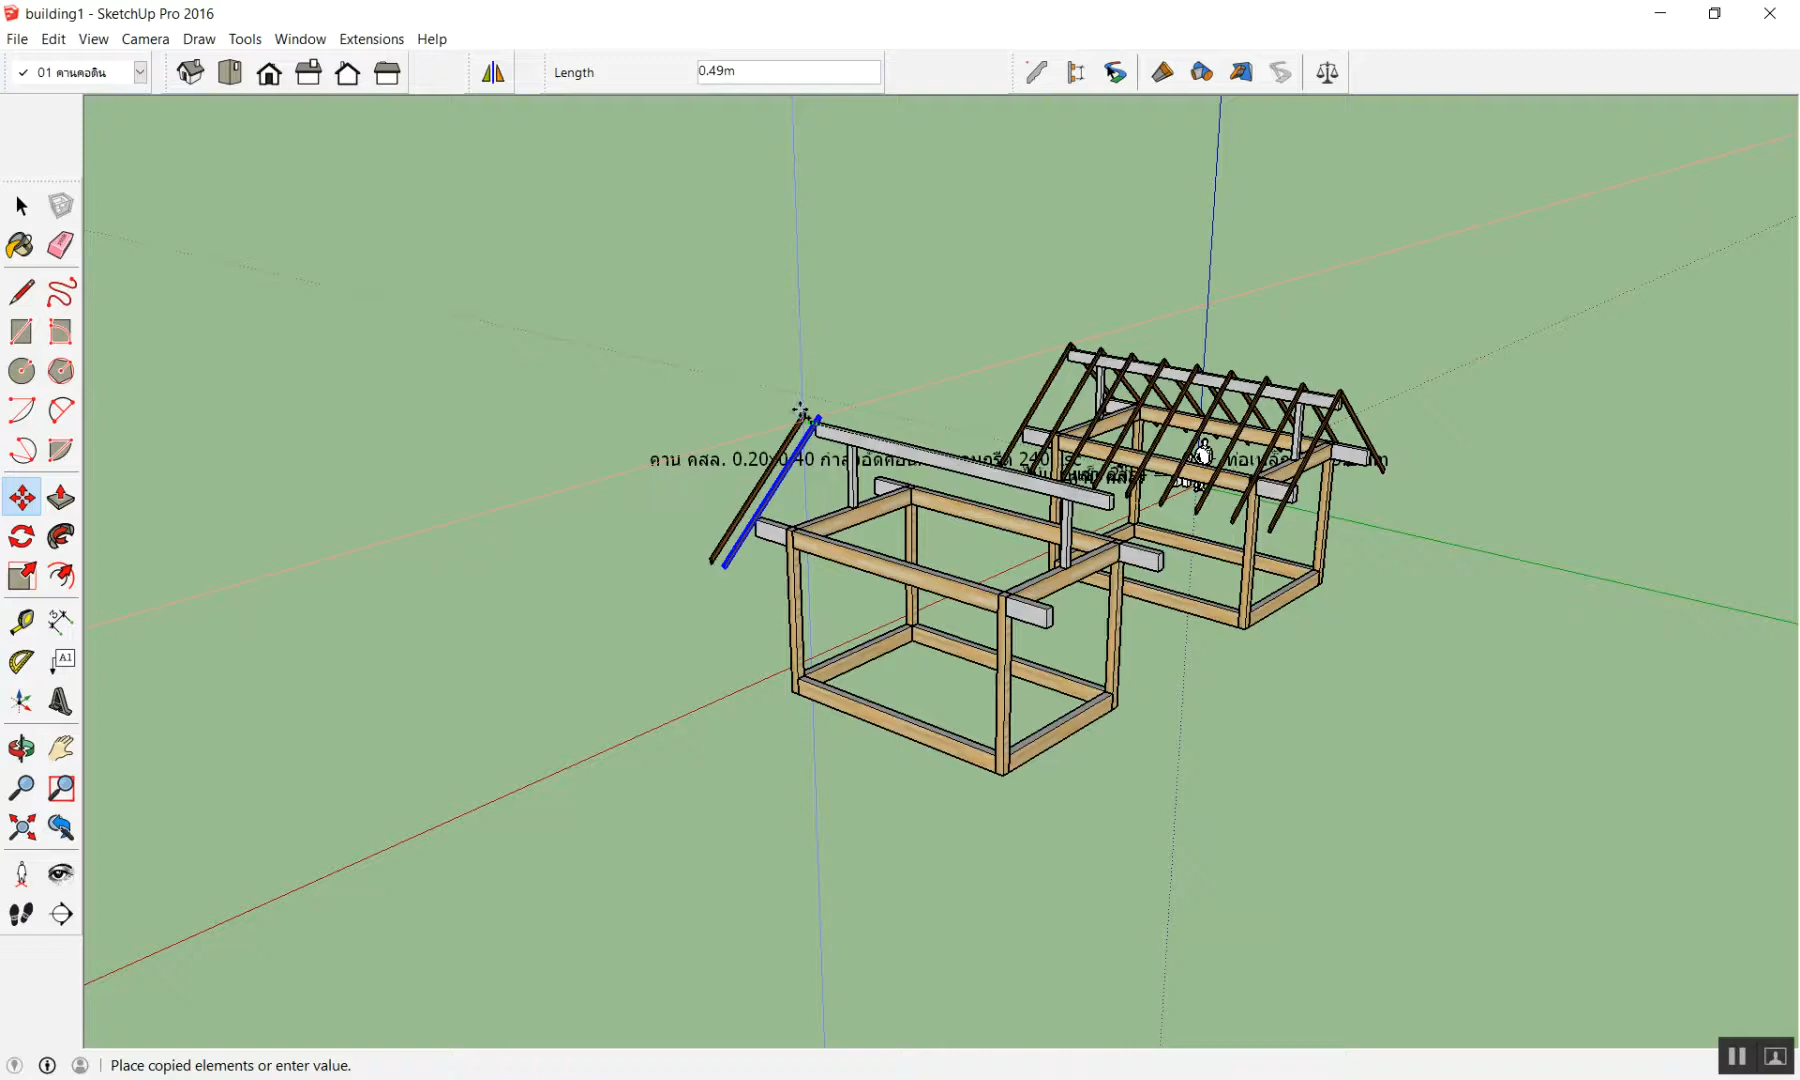 building1 - SketchUp Pro 2016
File Edit View Camera Draw Tools Window Extensions Help
01 คานคอดิน
Length 0.49m
คาน คสล. 0.20x0.40 240
A1
Place copied elements or enter value.